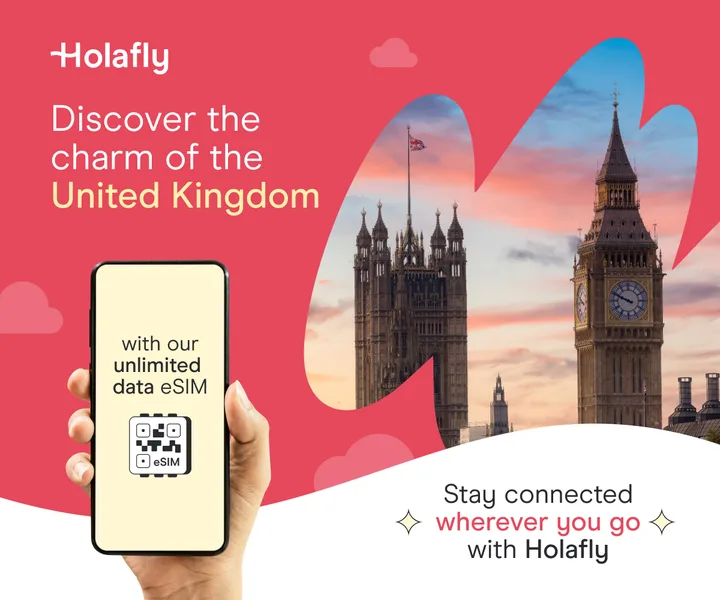 Holafly
Discover the
charm of the
United Kingdom
with our
unlimited
data eSIM
eSIM
Stay connected
wherever you go
with Holafly